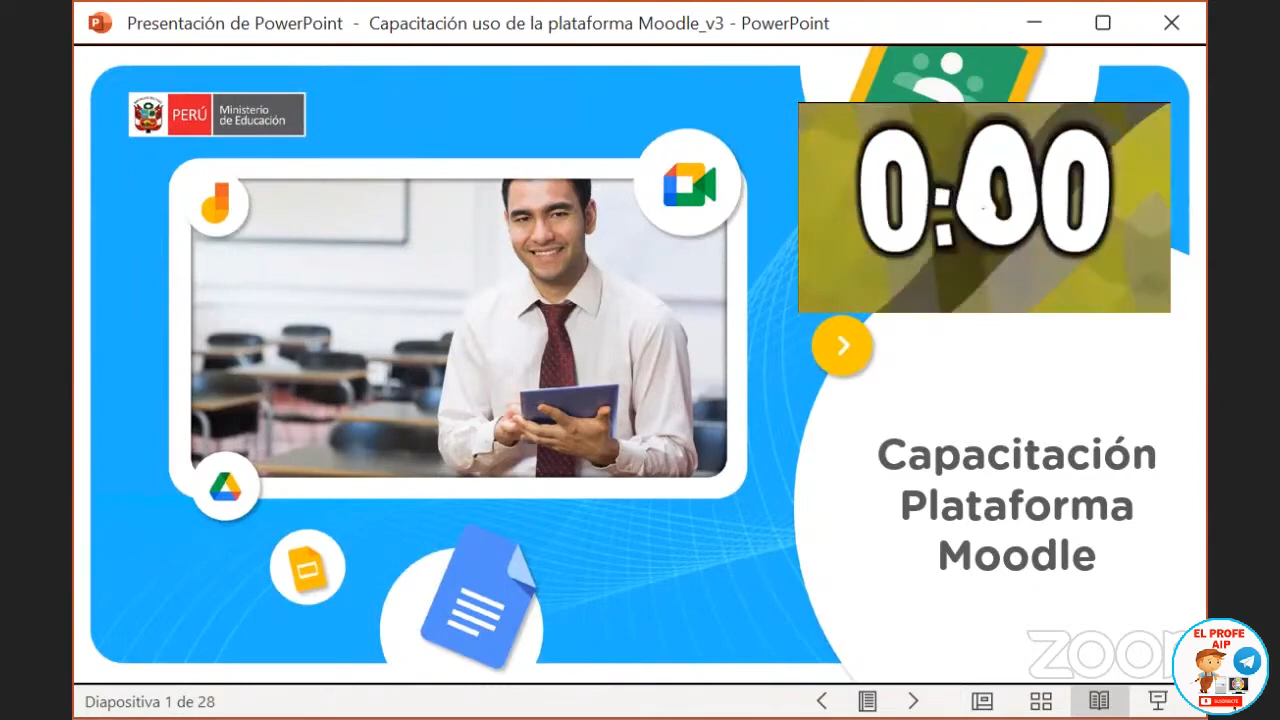 Presentación de PowerPoint - Capacitación uso de la plataforma Moodle_v3 - PowerPoint
PERÚ
Ministerio
de Educación
0:00
Capacitación
Plataforma
Moodle
zoom
EL PROFE
AIP
SUSCRÍBETE
Diapositiva 1 de 28